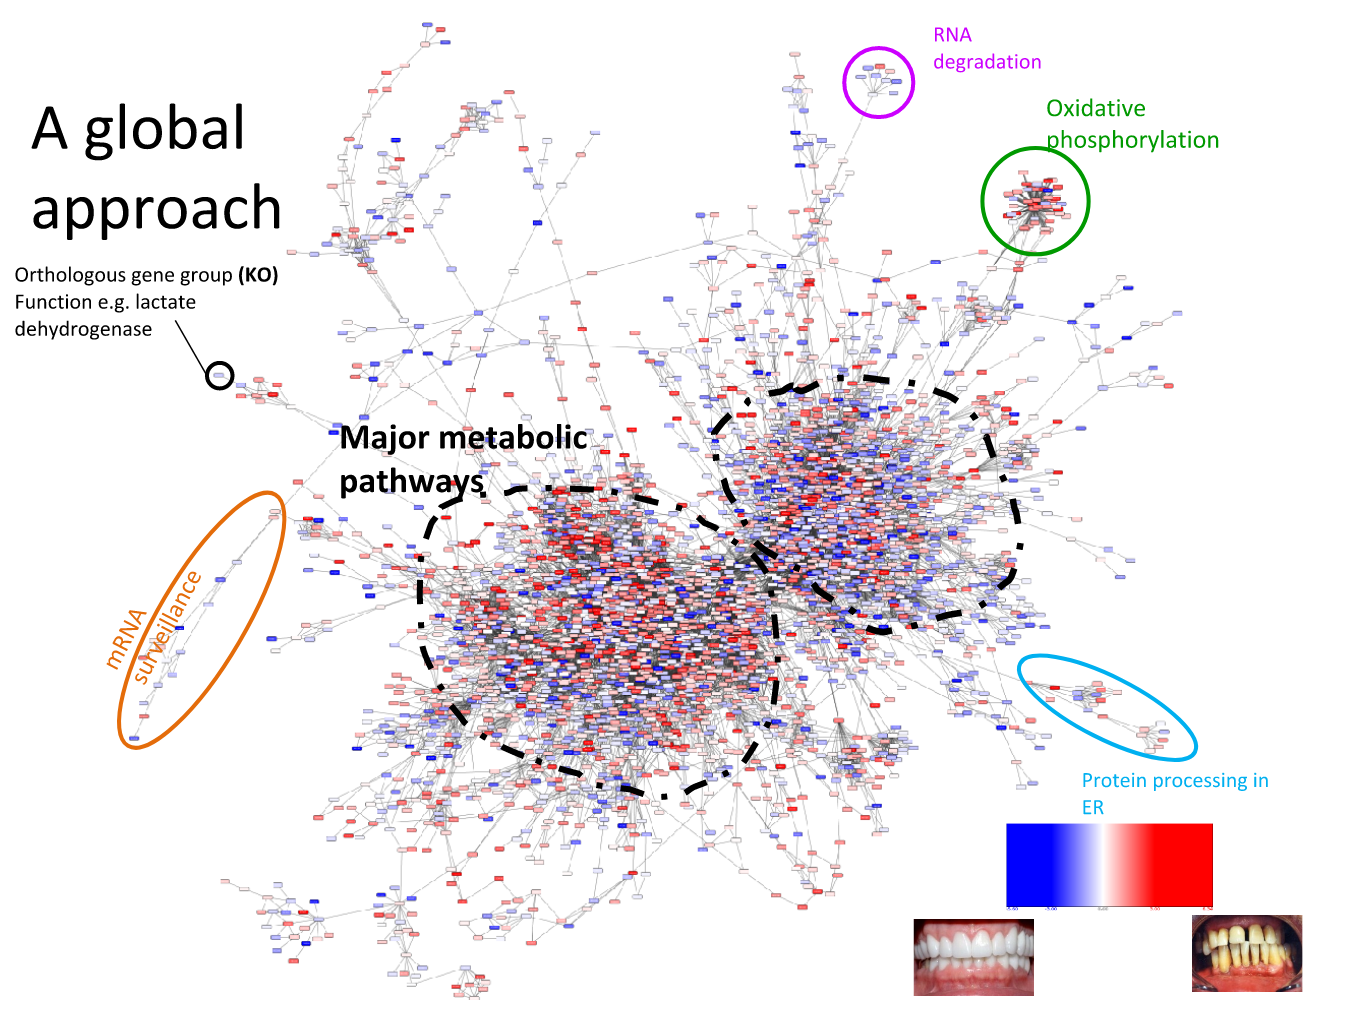 RNA
degradation
Oxidative
phosphorylation
A global
approach
Orthologous gene group (KO)
Function e.g. lactate
dehydrogenase
Major metabolic
pathways
mRNA
surveillance
Protein processing in
ER